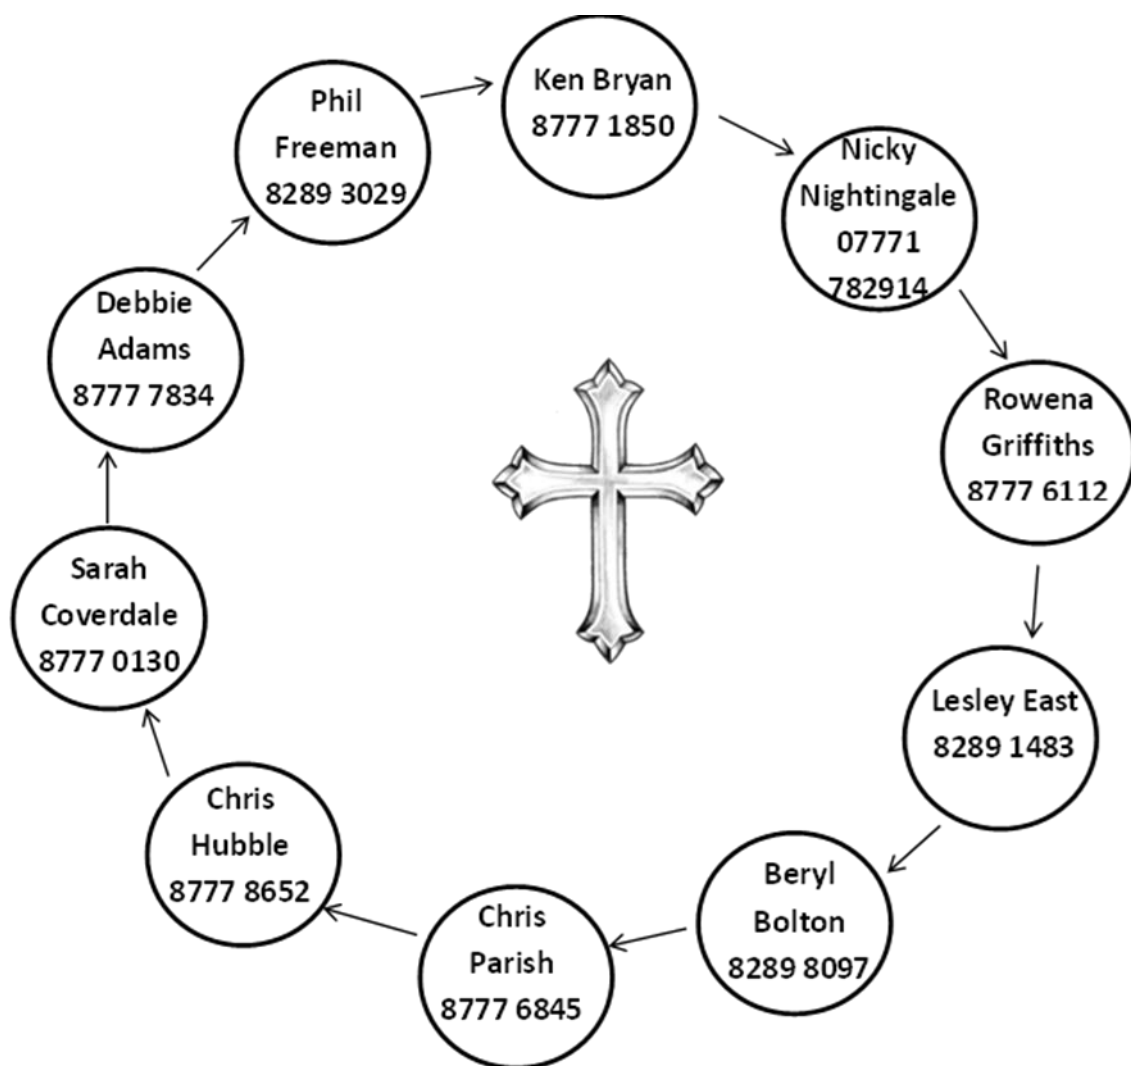 Ken Bryan
8777 1850
Nicky
Nightingale
07771
782914
Rowena
Griffiths
8777 6112
Lesley East
8289 1483
Beryl
Bolton
8289 8097
Chris
Parish
8777 6845
Chris
Hubble
8777 8652
Sarah
Coverdale
8777 0130
Debbie
Adams
8777 7834
Phil
Freeman
8289 3029